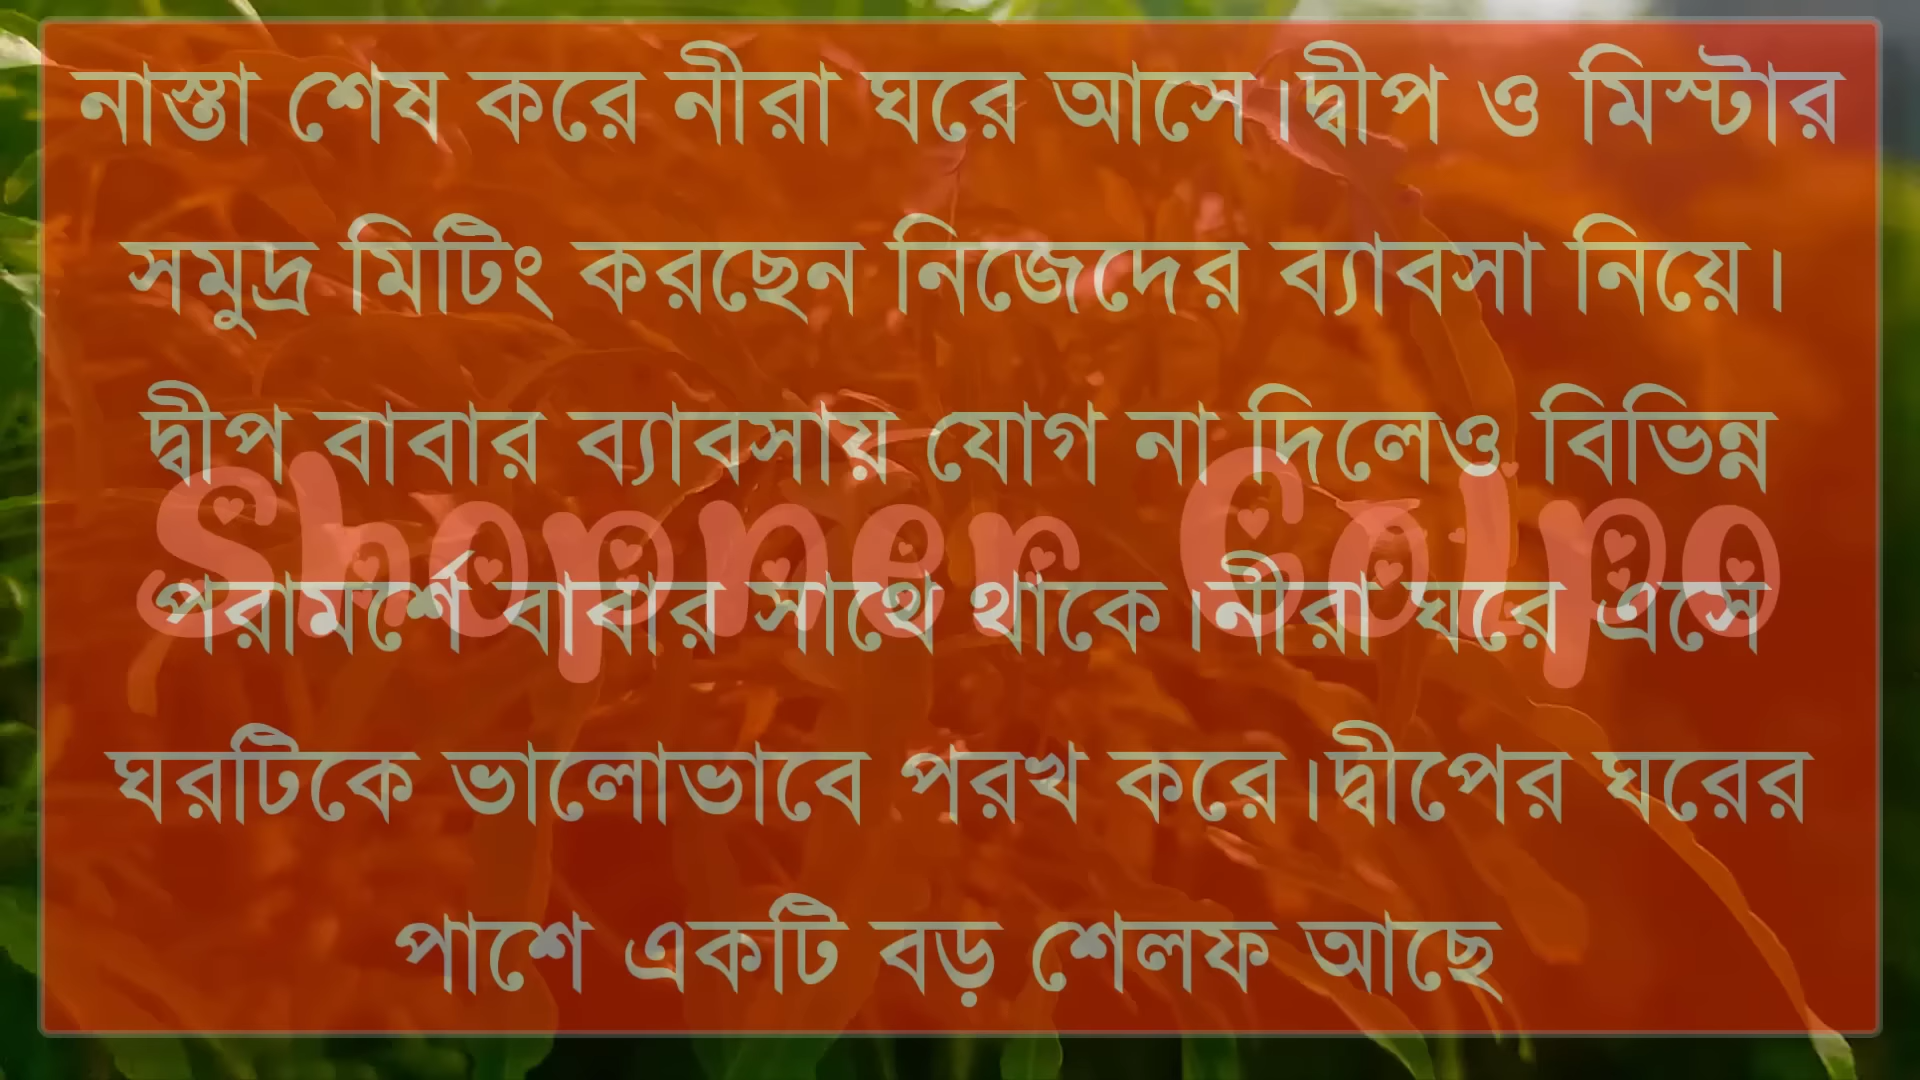 নাস্তা শেষ করে নীরা ঘরে আসে।দ্বীপ ও মিস্টার
সমুদ্র মিটিং করছেন নিজেদের ব্যাবসা নিয়ে।
দ্বীপ বাবার ব্যাবসায় যোগ না দিলেও বিভিন্ন
Shopner Golpo
পরামর্শে বাবার সাথে থাকে।নীরা ঘরে এসে
ঘরটিকে ভালোভাবে পরখ করে।দ্বীপের ঘরের
পাশে একটি বড় শেলফ আছে